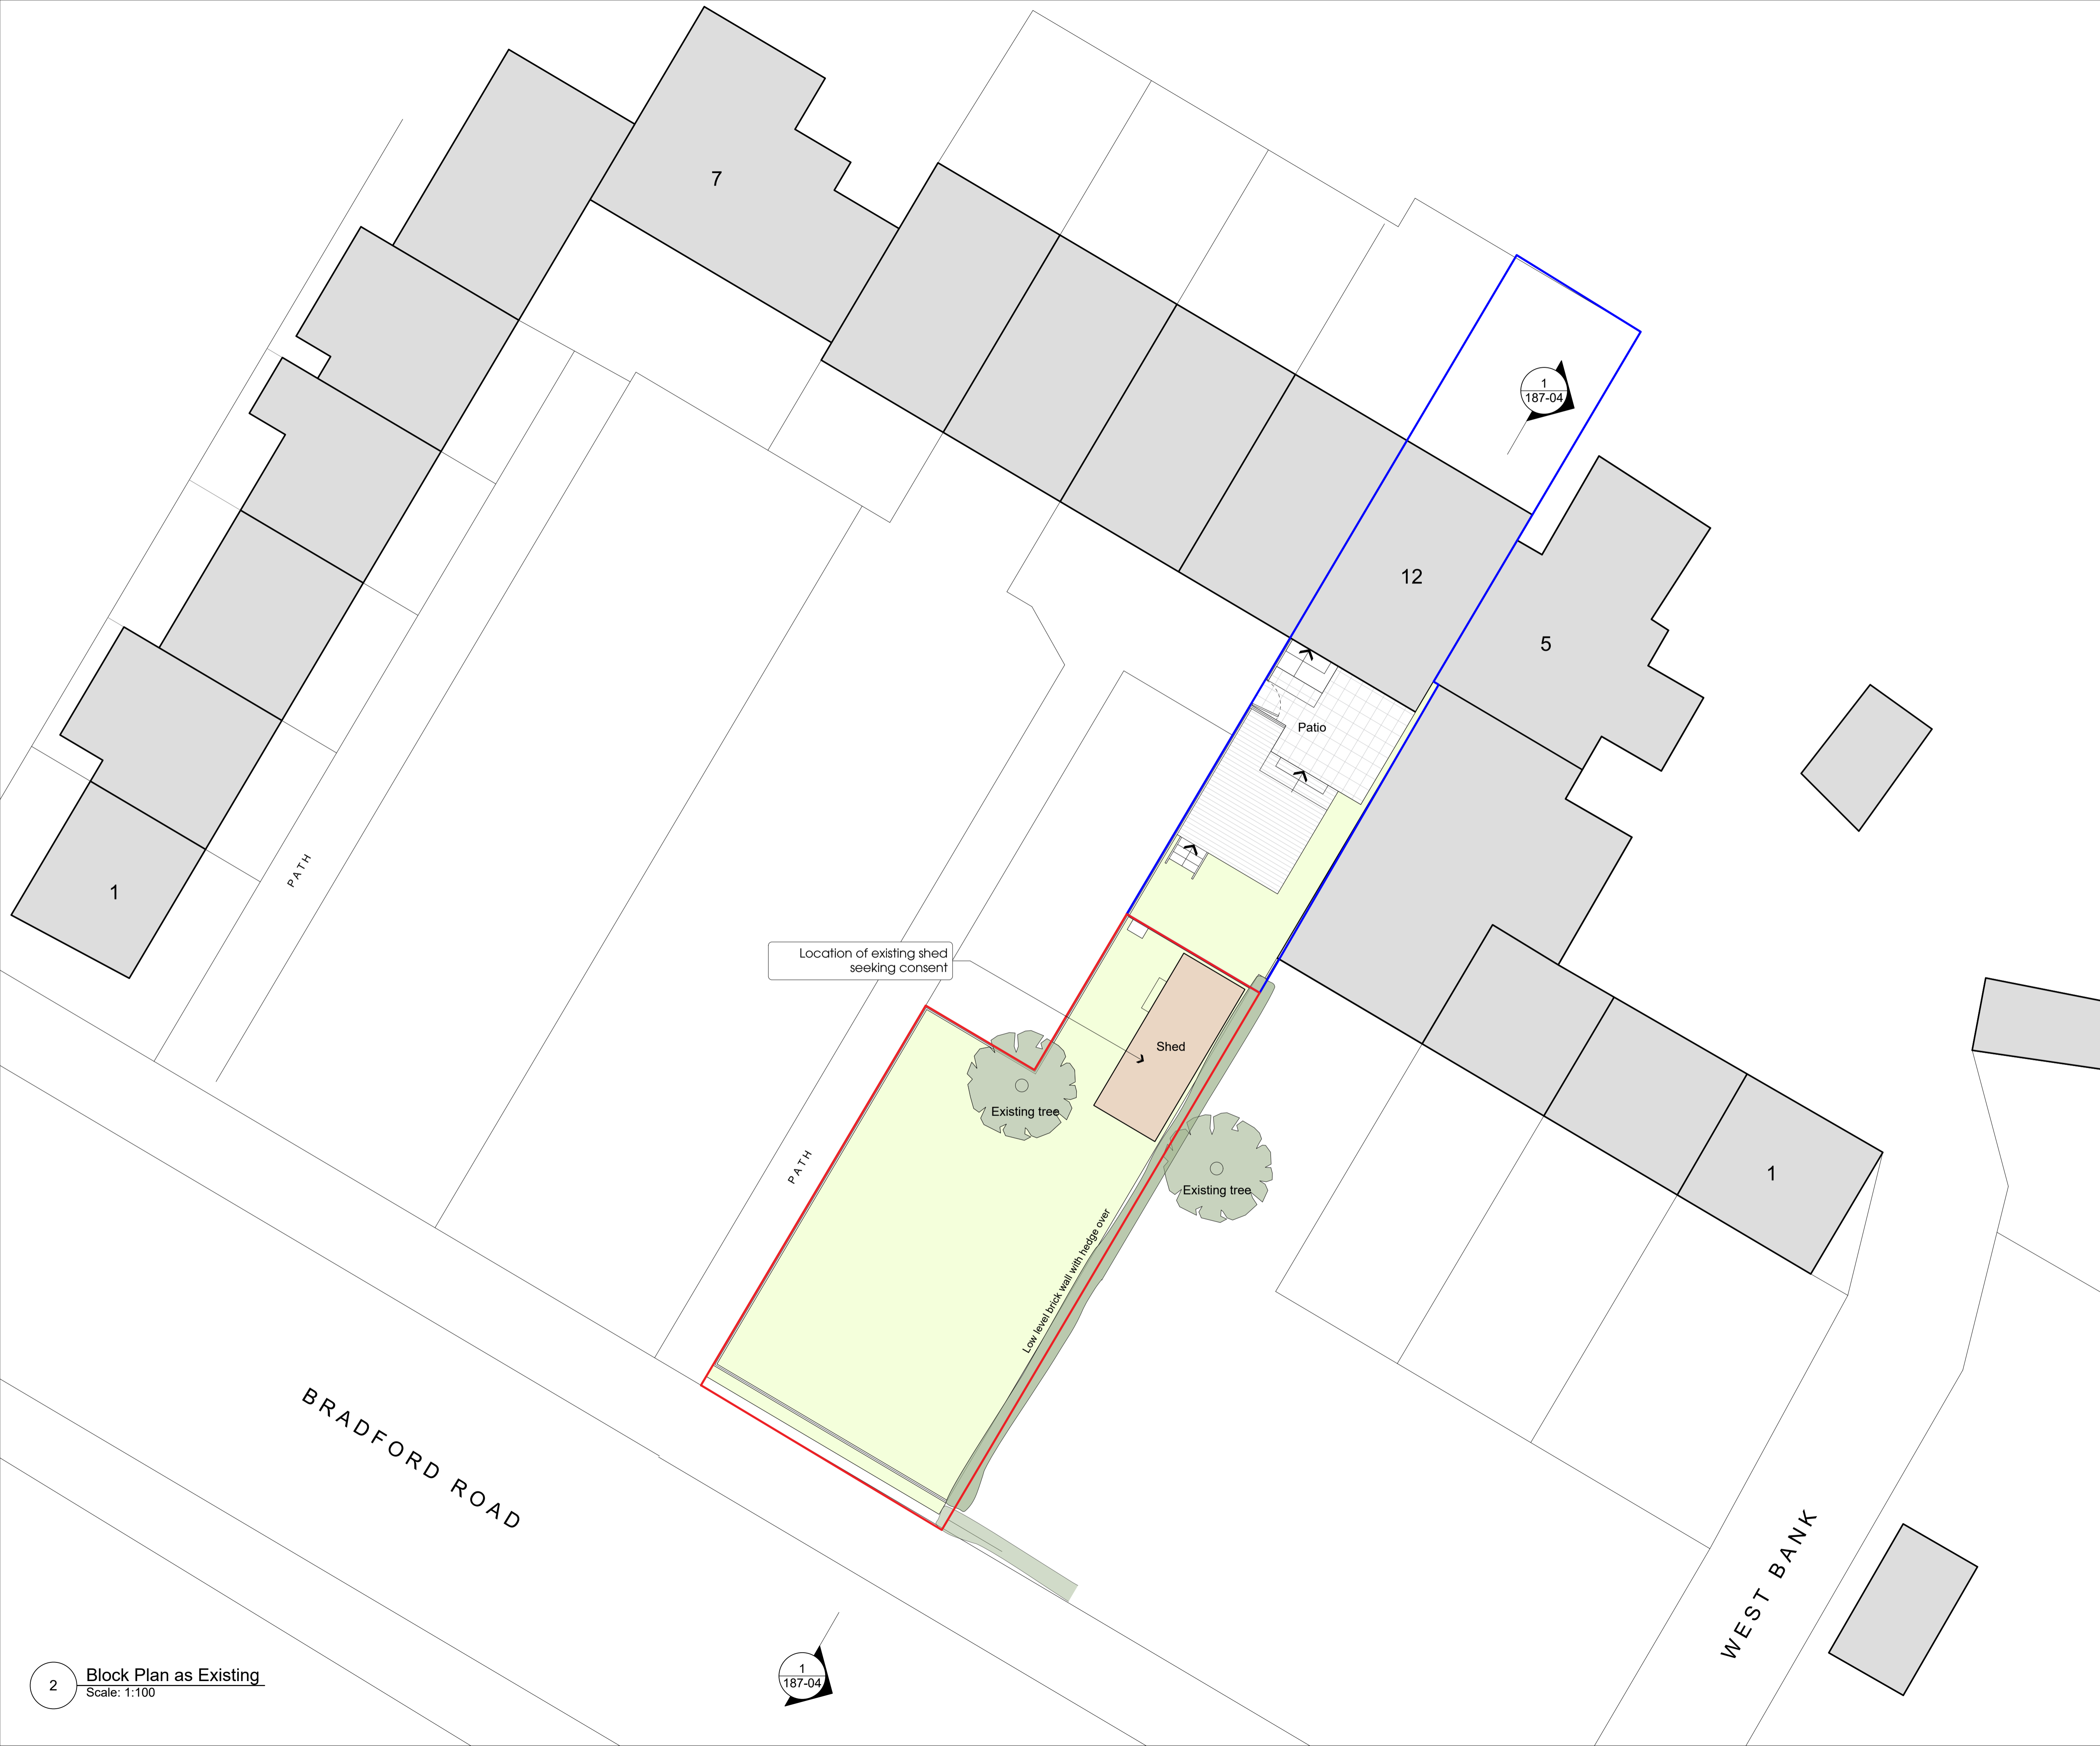 7
1
187-04
12
5
Patio
PATH
1
Location of existing shed
seeking consent
Shed
Existing tree
PATH
Existing tree
1
Low level brick wall with hedge over
BRADFORD ROAD
WEST BANK
2
Block Plan as Existing
Scale: 1:100
1
187-04